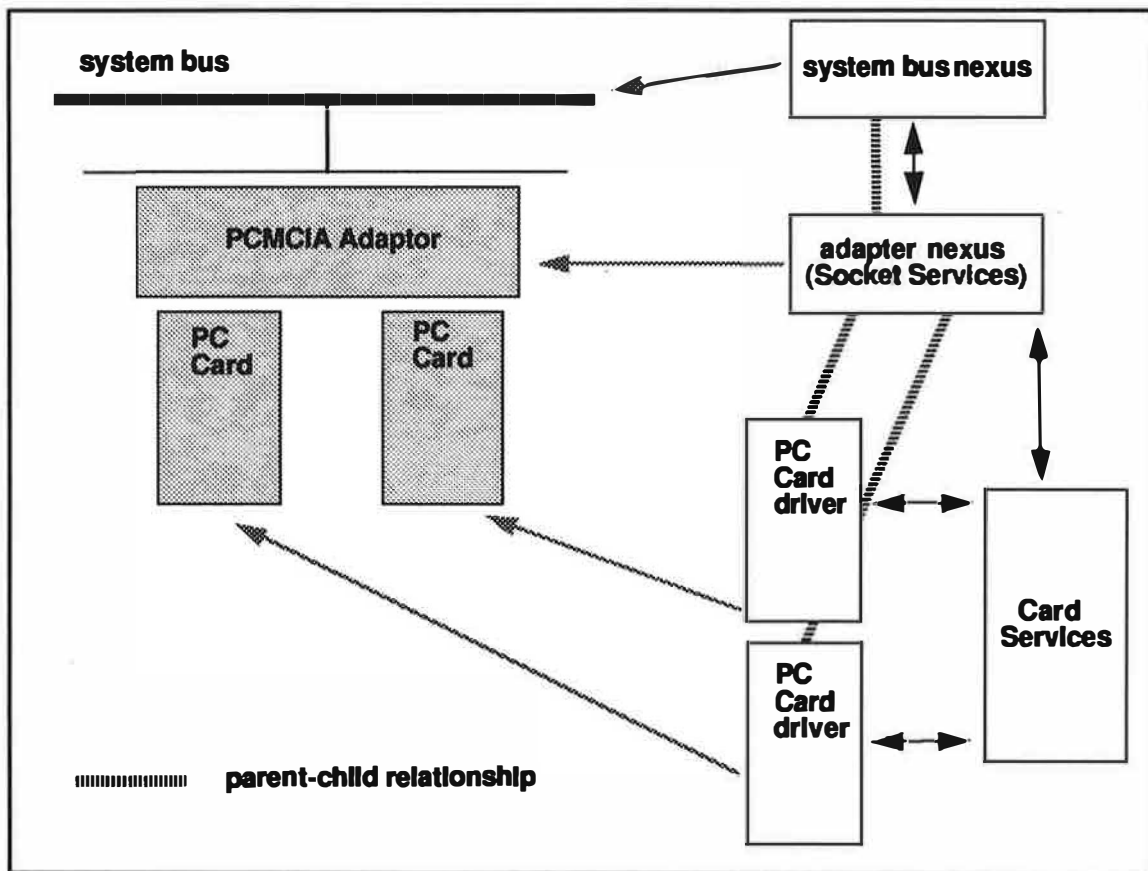 system bus
system bus nexus
PCMCIA Adaptor
adapter nexus
(Socket Services)
PC
Card
PC
Card
PC
Card
driver
Card
Services
PC
Card
driver
parent-child relationship